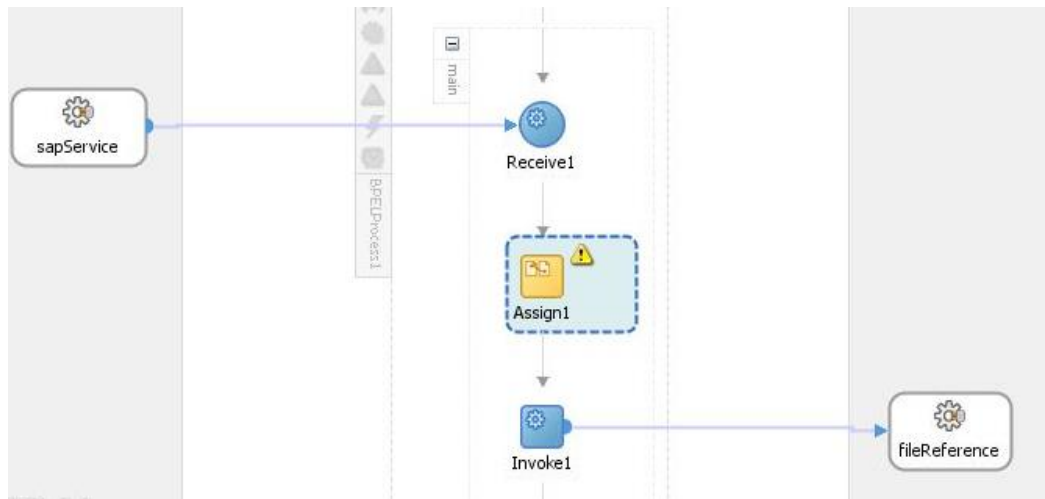 main
sapService
Receive1
BPELProcess1
Assign1
Invoke1
fileReference